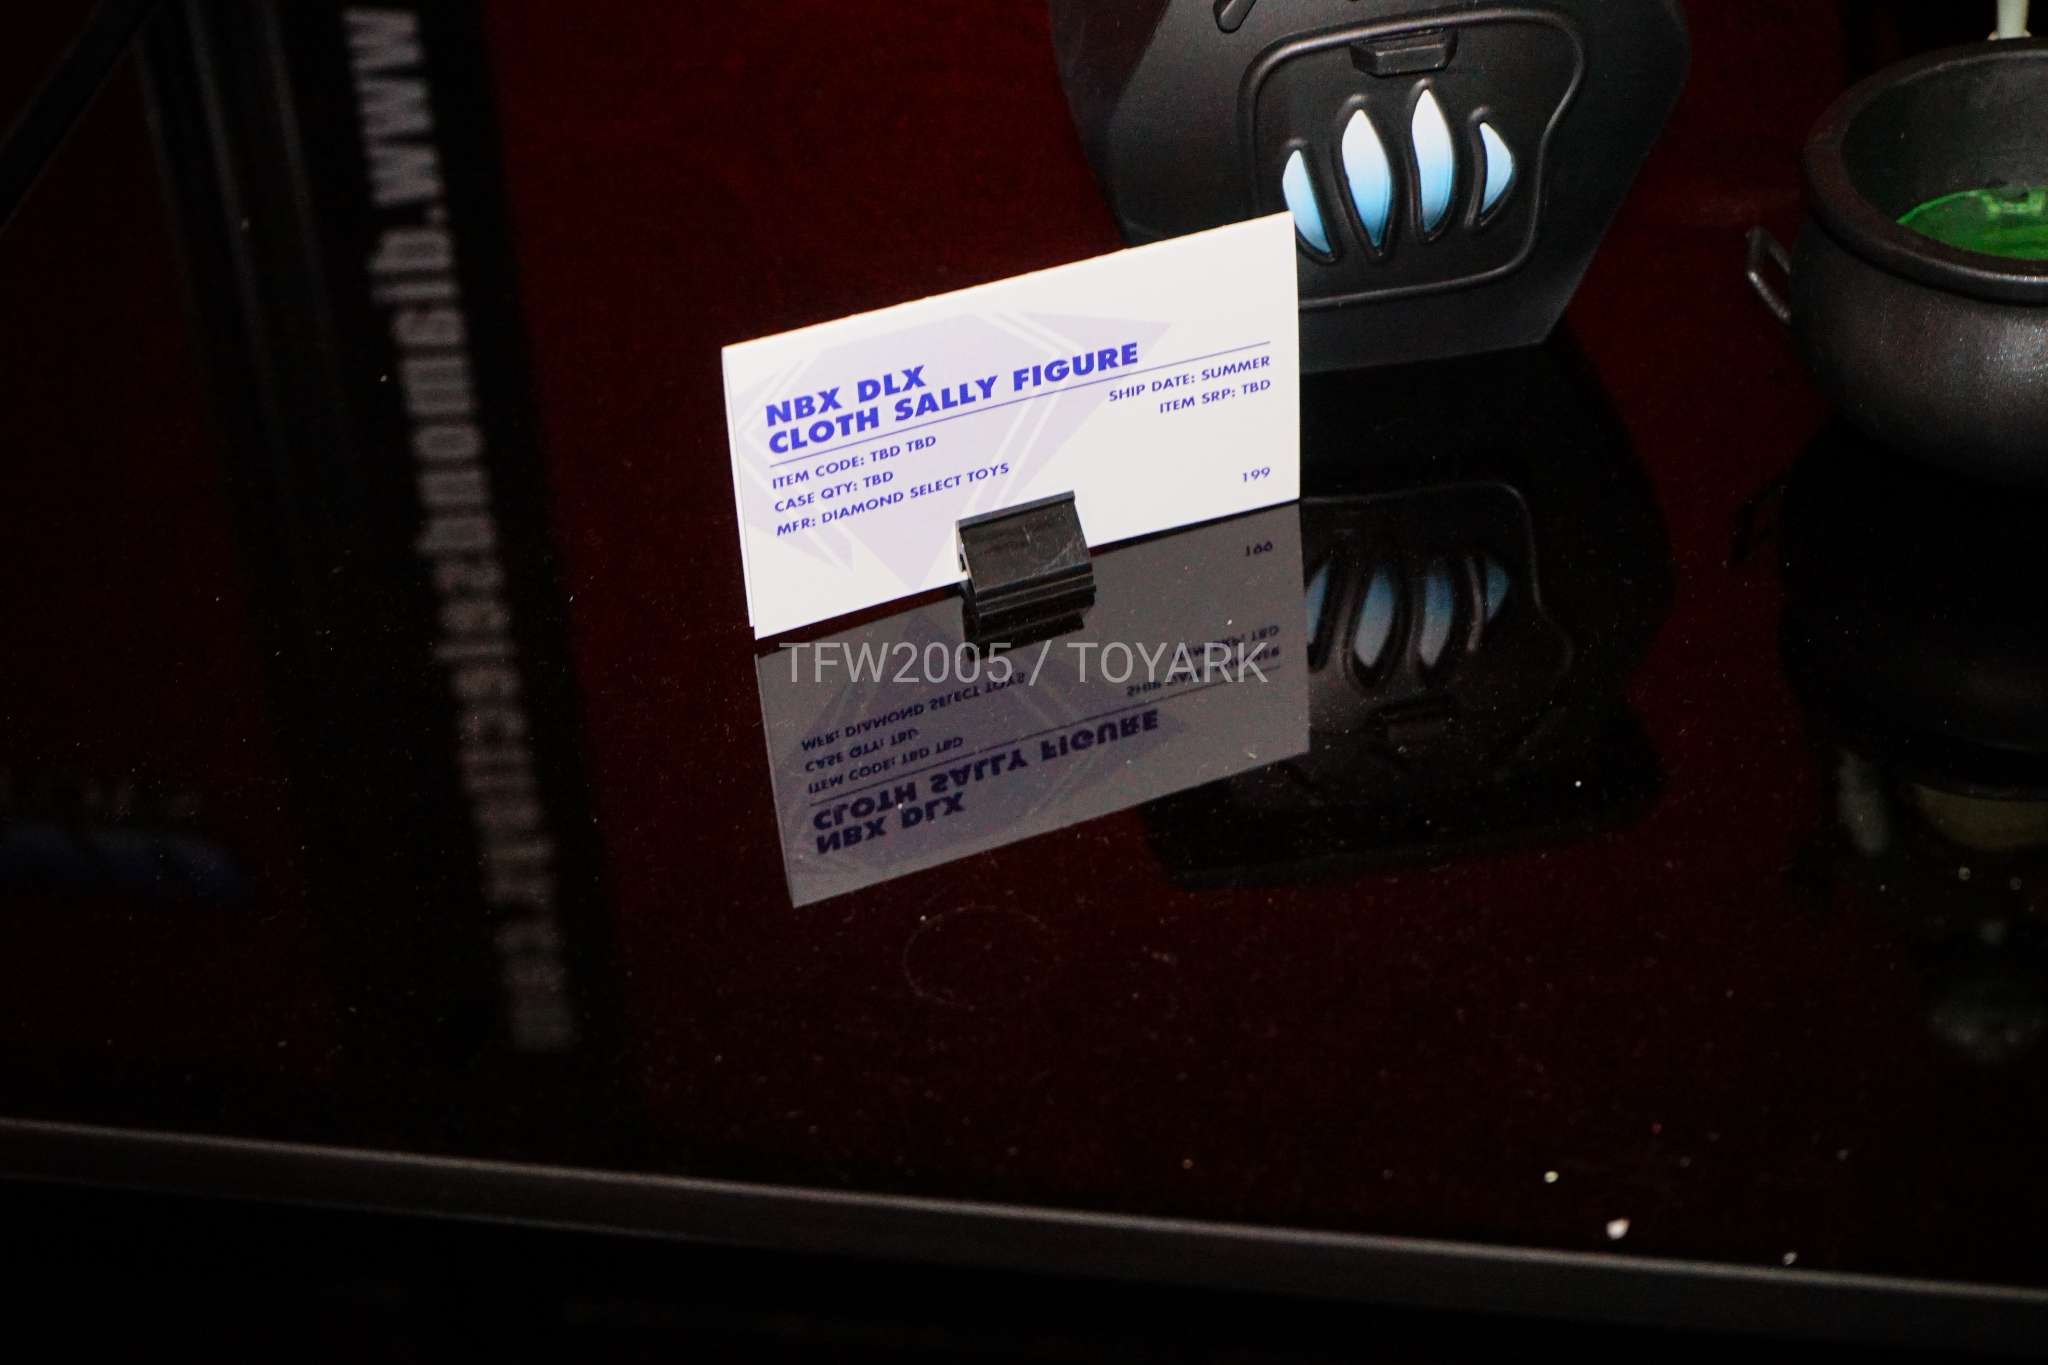 NBX DLX
CLOTH SALLY FIGURE
SHIP DATE: SUMMER
ITEM SRP: TBD
ITEM CODE: TBD TBD
CASE QTY: TBD
MFR: DIAMOND SELECT TOYS
199
TFW2005 / TOYARK